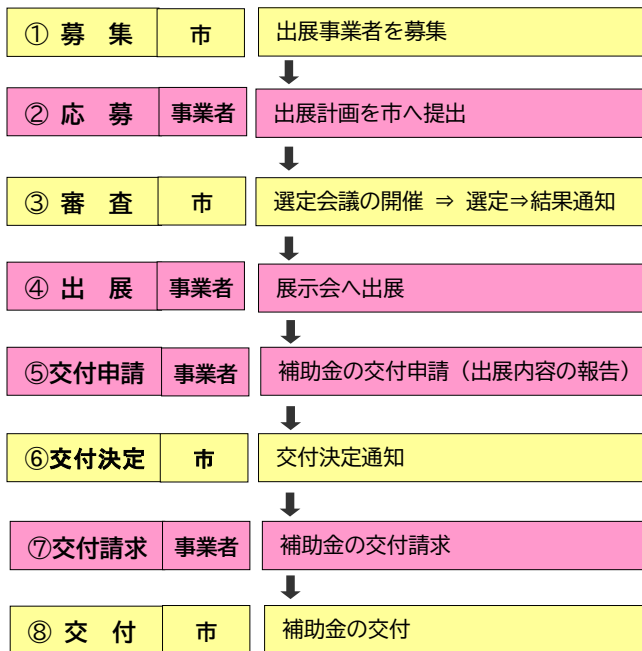 ① 募 集 市 出展事業者を募集
② 応 募 事業者 出展計画を市へ提出
③ 審 査 市 選定会議の開催 ⇒ 選定⇒結果通知
④ 出 展 事業者 展示会へ出展
⑤交付申請 事業者 補助金の交付申請（出展内容の報告）
⑥交付決定 市 交付決定通知
⑦交付請求 事業者 補助金の交付請求
⑧ 交 付 市 補助金の交付